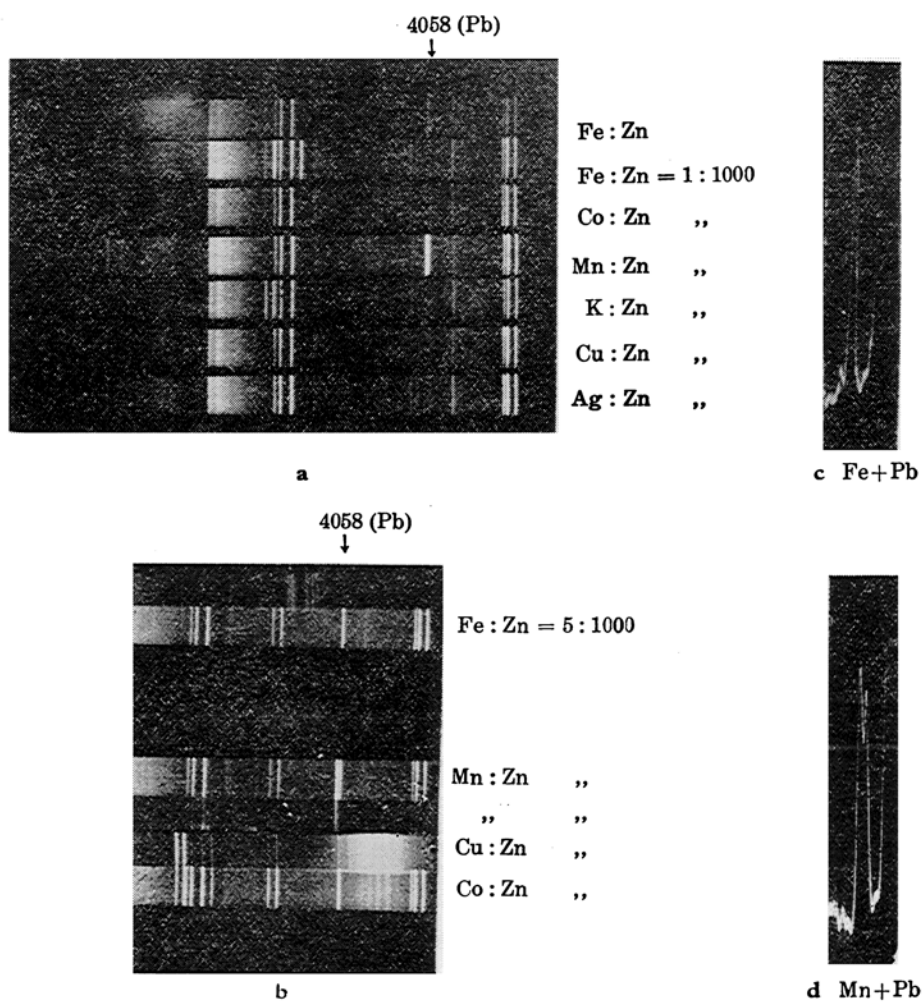 4058 (Pb)
↓
Fe : Zn
Fe : Zn = 1 : 1000
Co : Zn ,,
Mn : Zn ,,
K : Zn ,,
Cu : Zn ,,
Ag : Zn ,,
a
c Fe+Pb
4058 (Pb)
↓
Fe : Zn = 5 : 1000
Mn : Zn ,,
,, ,,
Cu : Zn ,,
Co : Zn ,,
b
d Mn+Pb